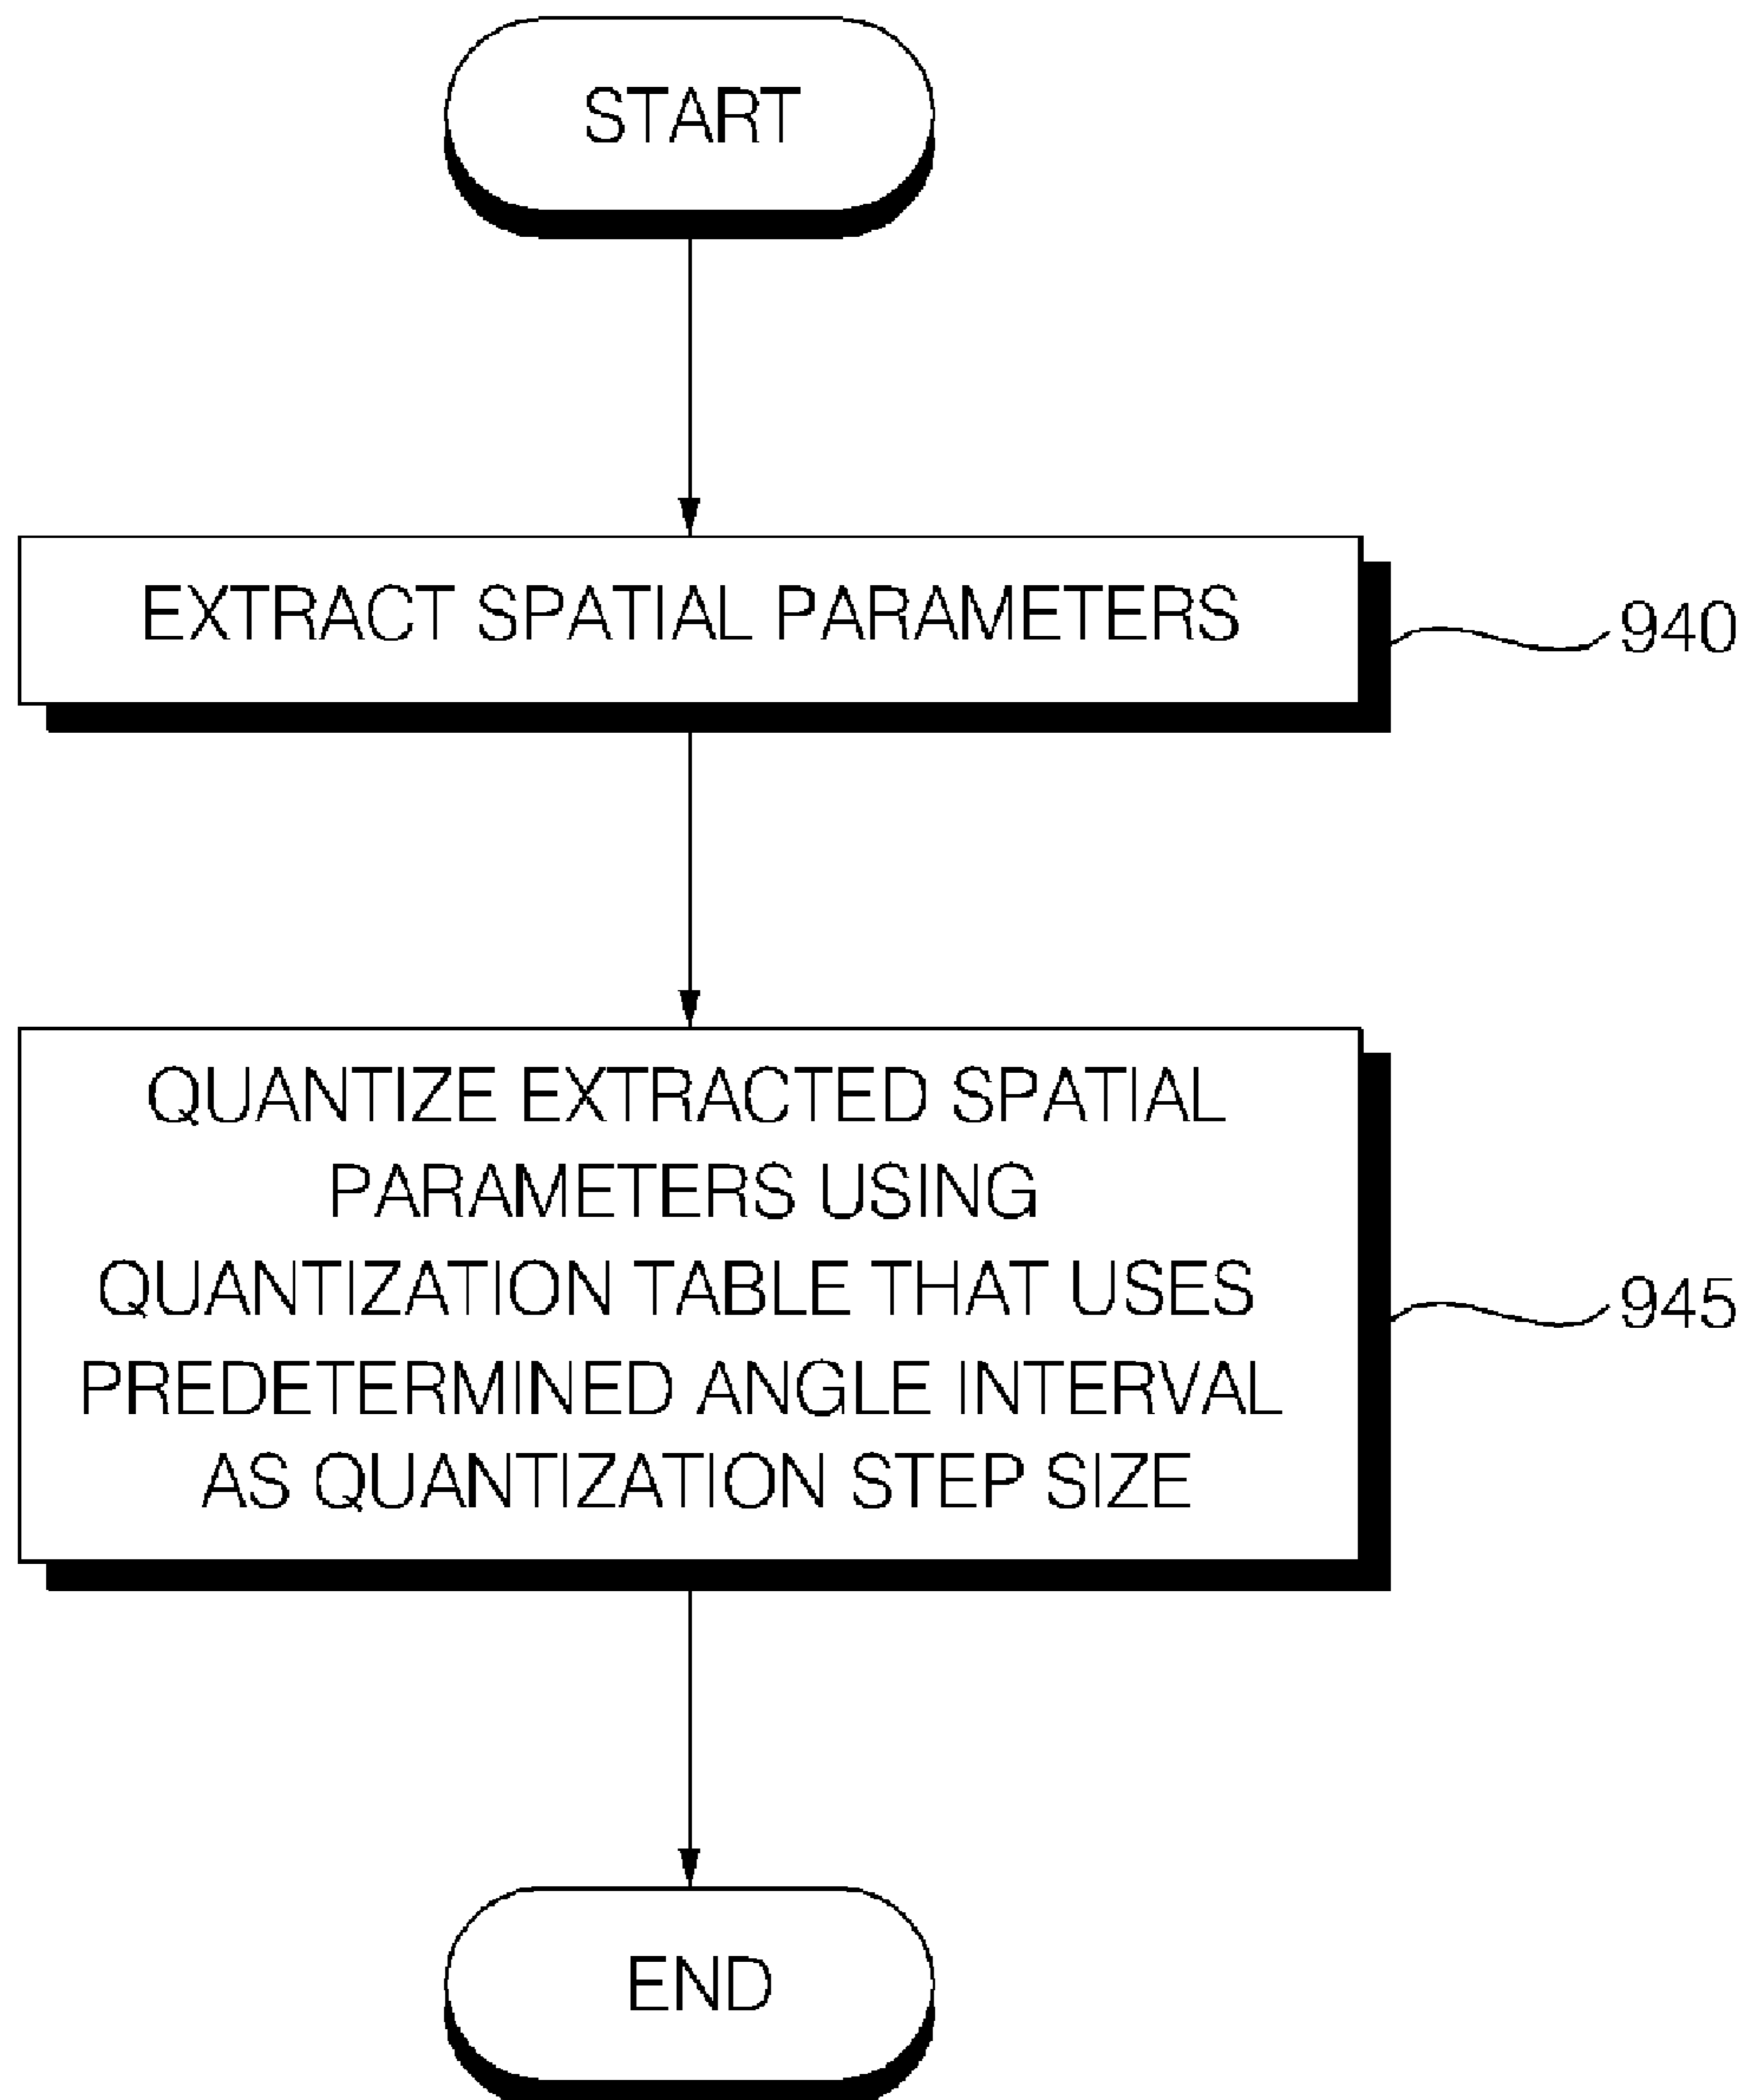 START
EXTRACT SPATIAL PARAMETERS
940
QUANTIZE EXTRACTED SPATIAL
PARAMETERS USING
QUANTIZATION TABLE THAT USES
PREDETERMINED ANGLE INTERVAL
AS QUANTIZATION STEP SIZE
945
END